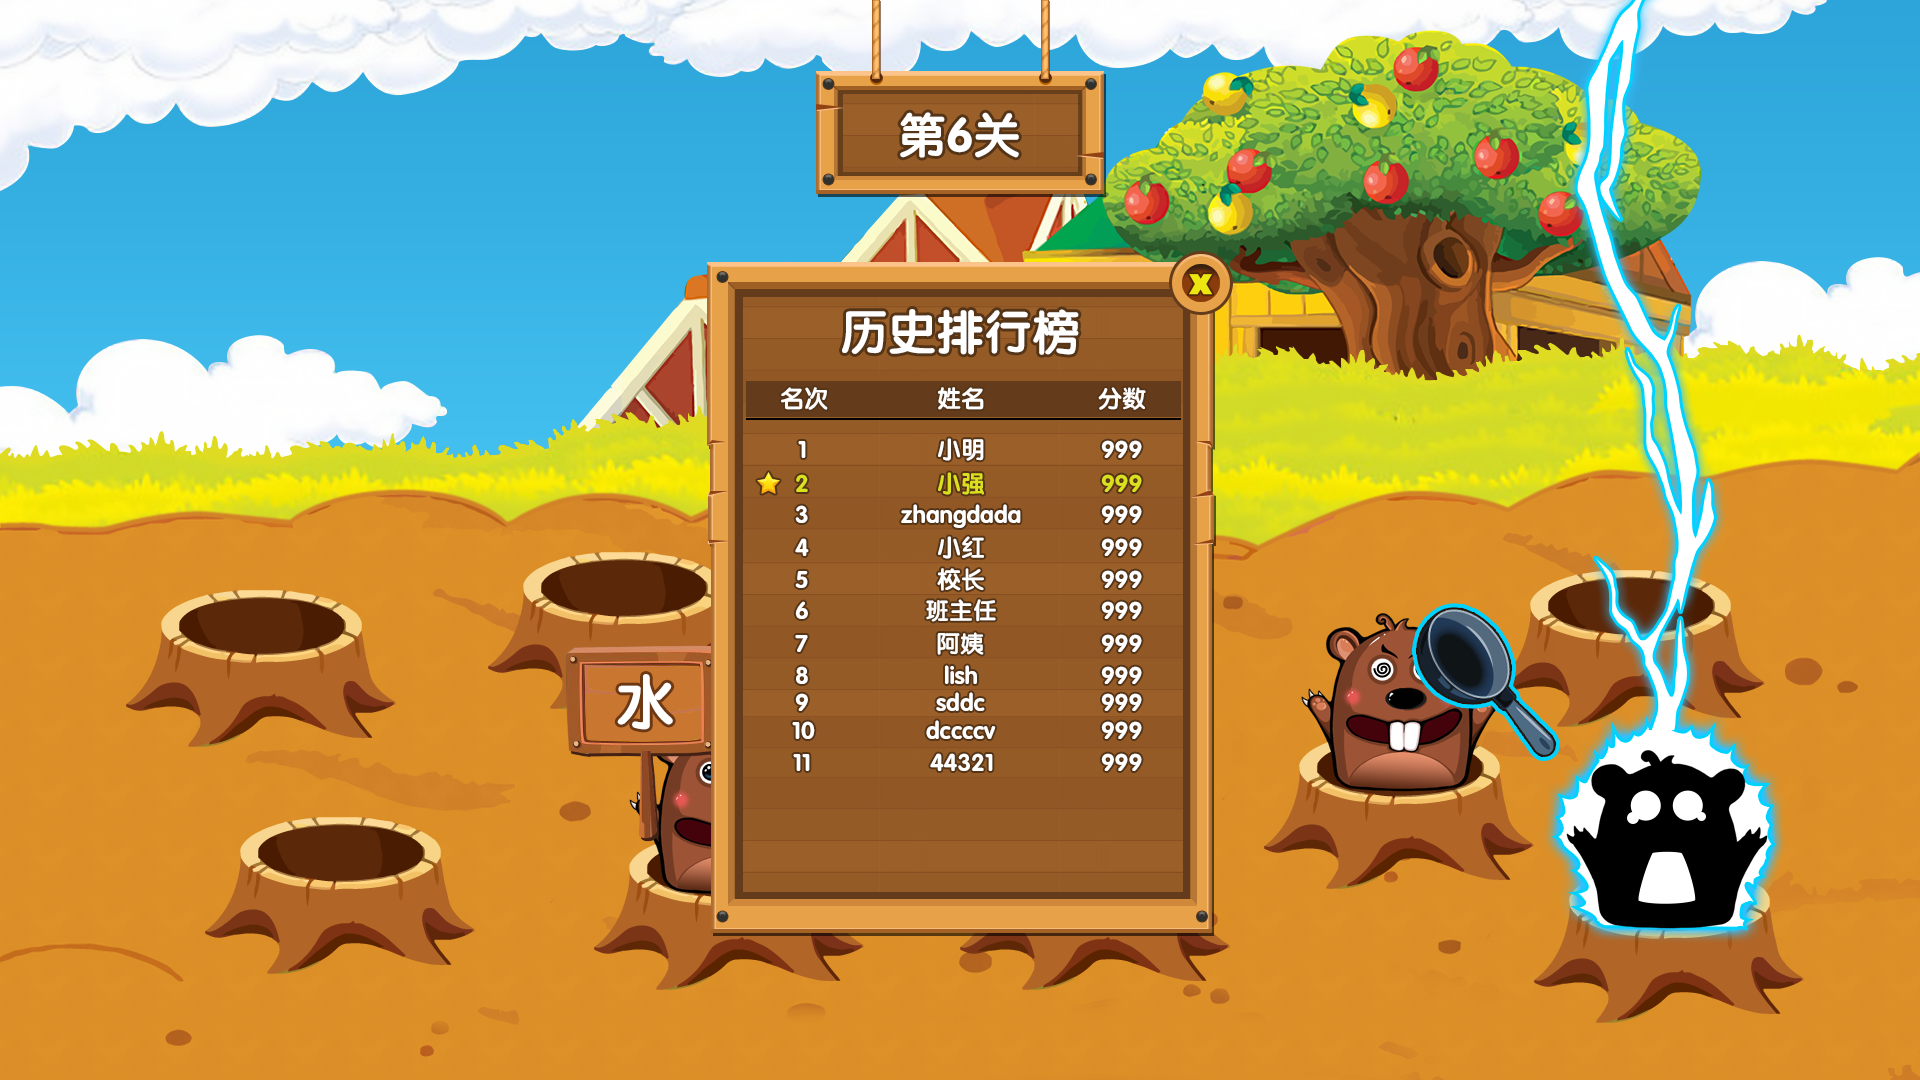 第6关
X
历史排行榜
名次 姓名 分数
1 小明 999
2 小强 999
3 zhangdada 999
4 小红 999
5 校长 999
6 班主任 999
7 阿姨 999
8 lish 999
9 sddc 999
10 dccccv 999
11 44321 999
水